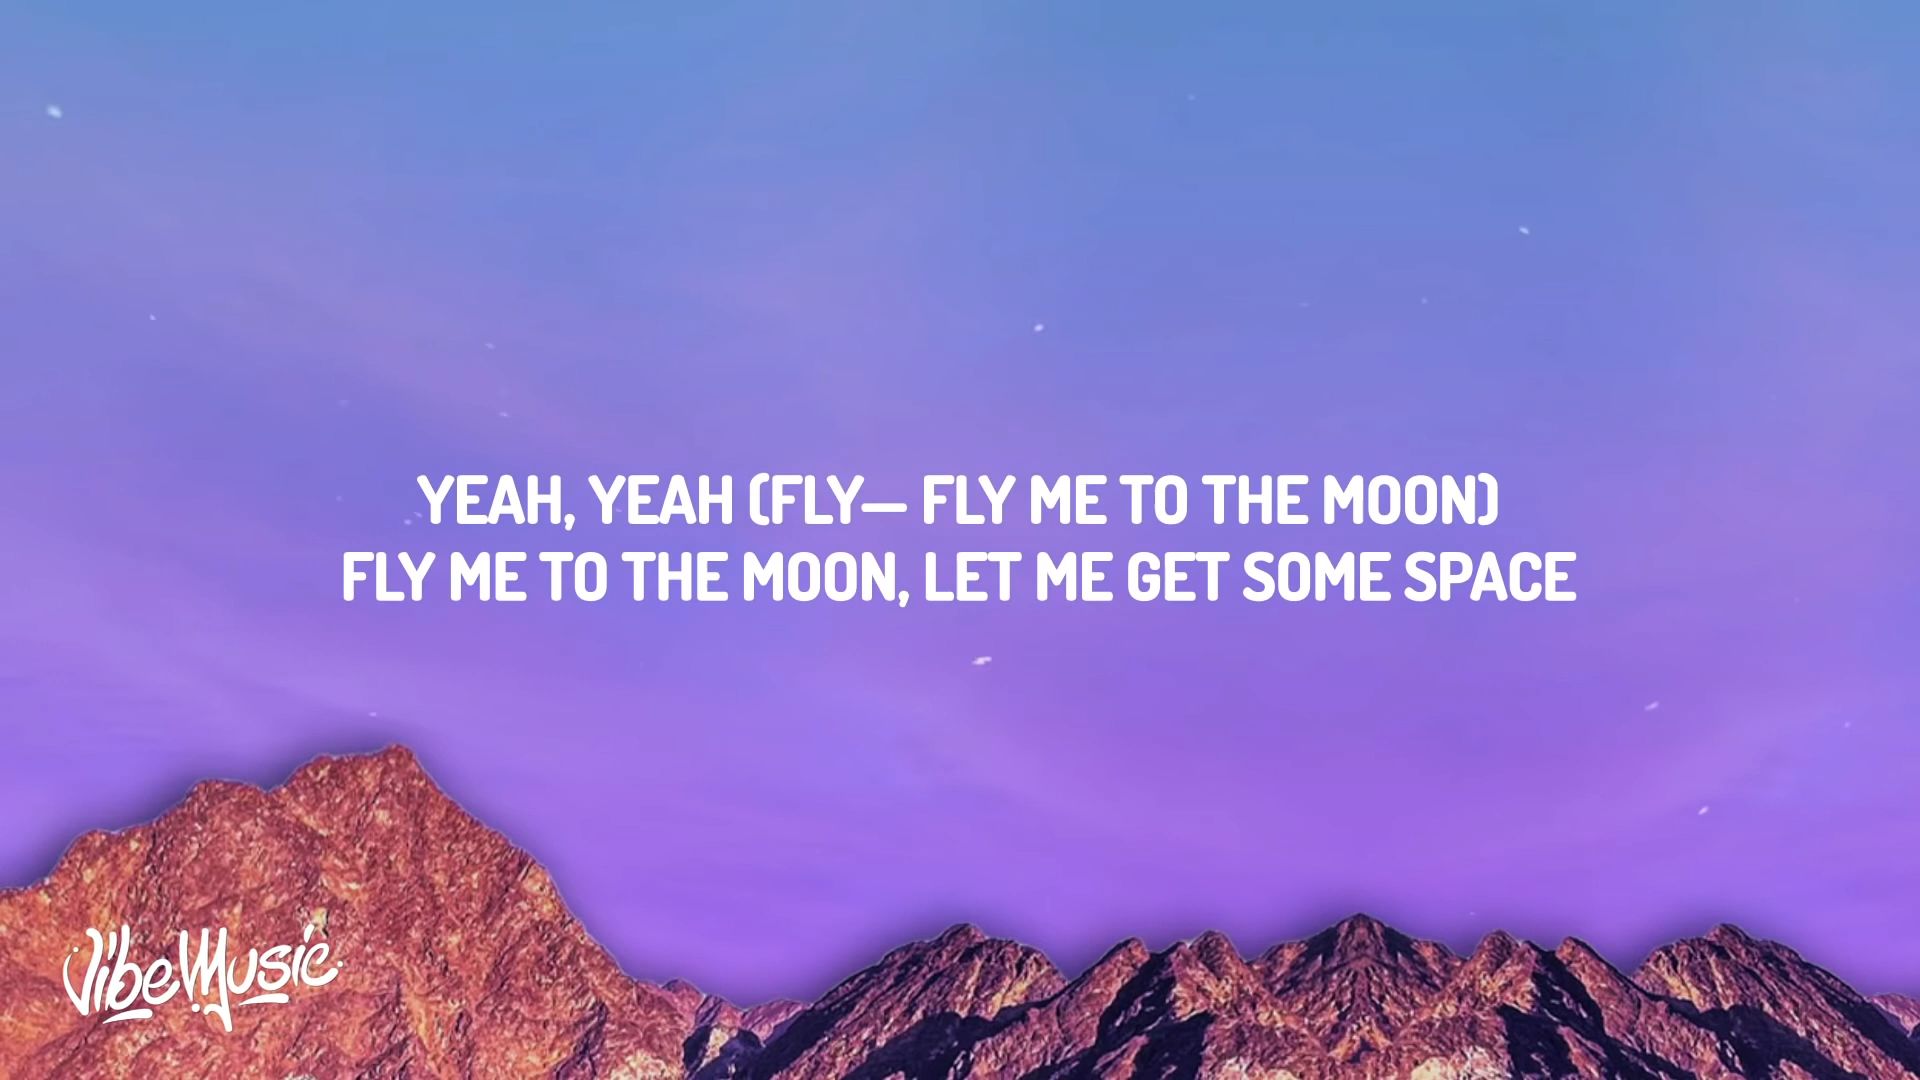 YEAH, YEAH (FLY— FLY ME TO THE MOON)
FLY ME TO THE MOON, LET ME GET SOME SPACE
VibeMusic